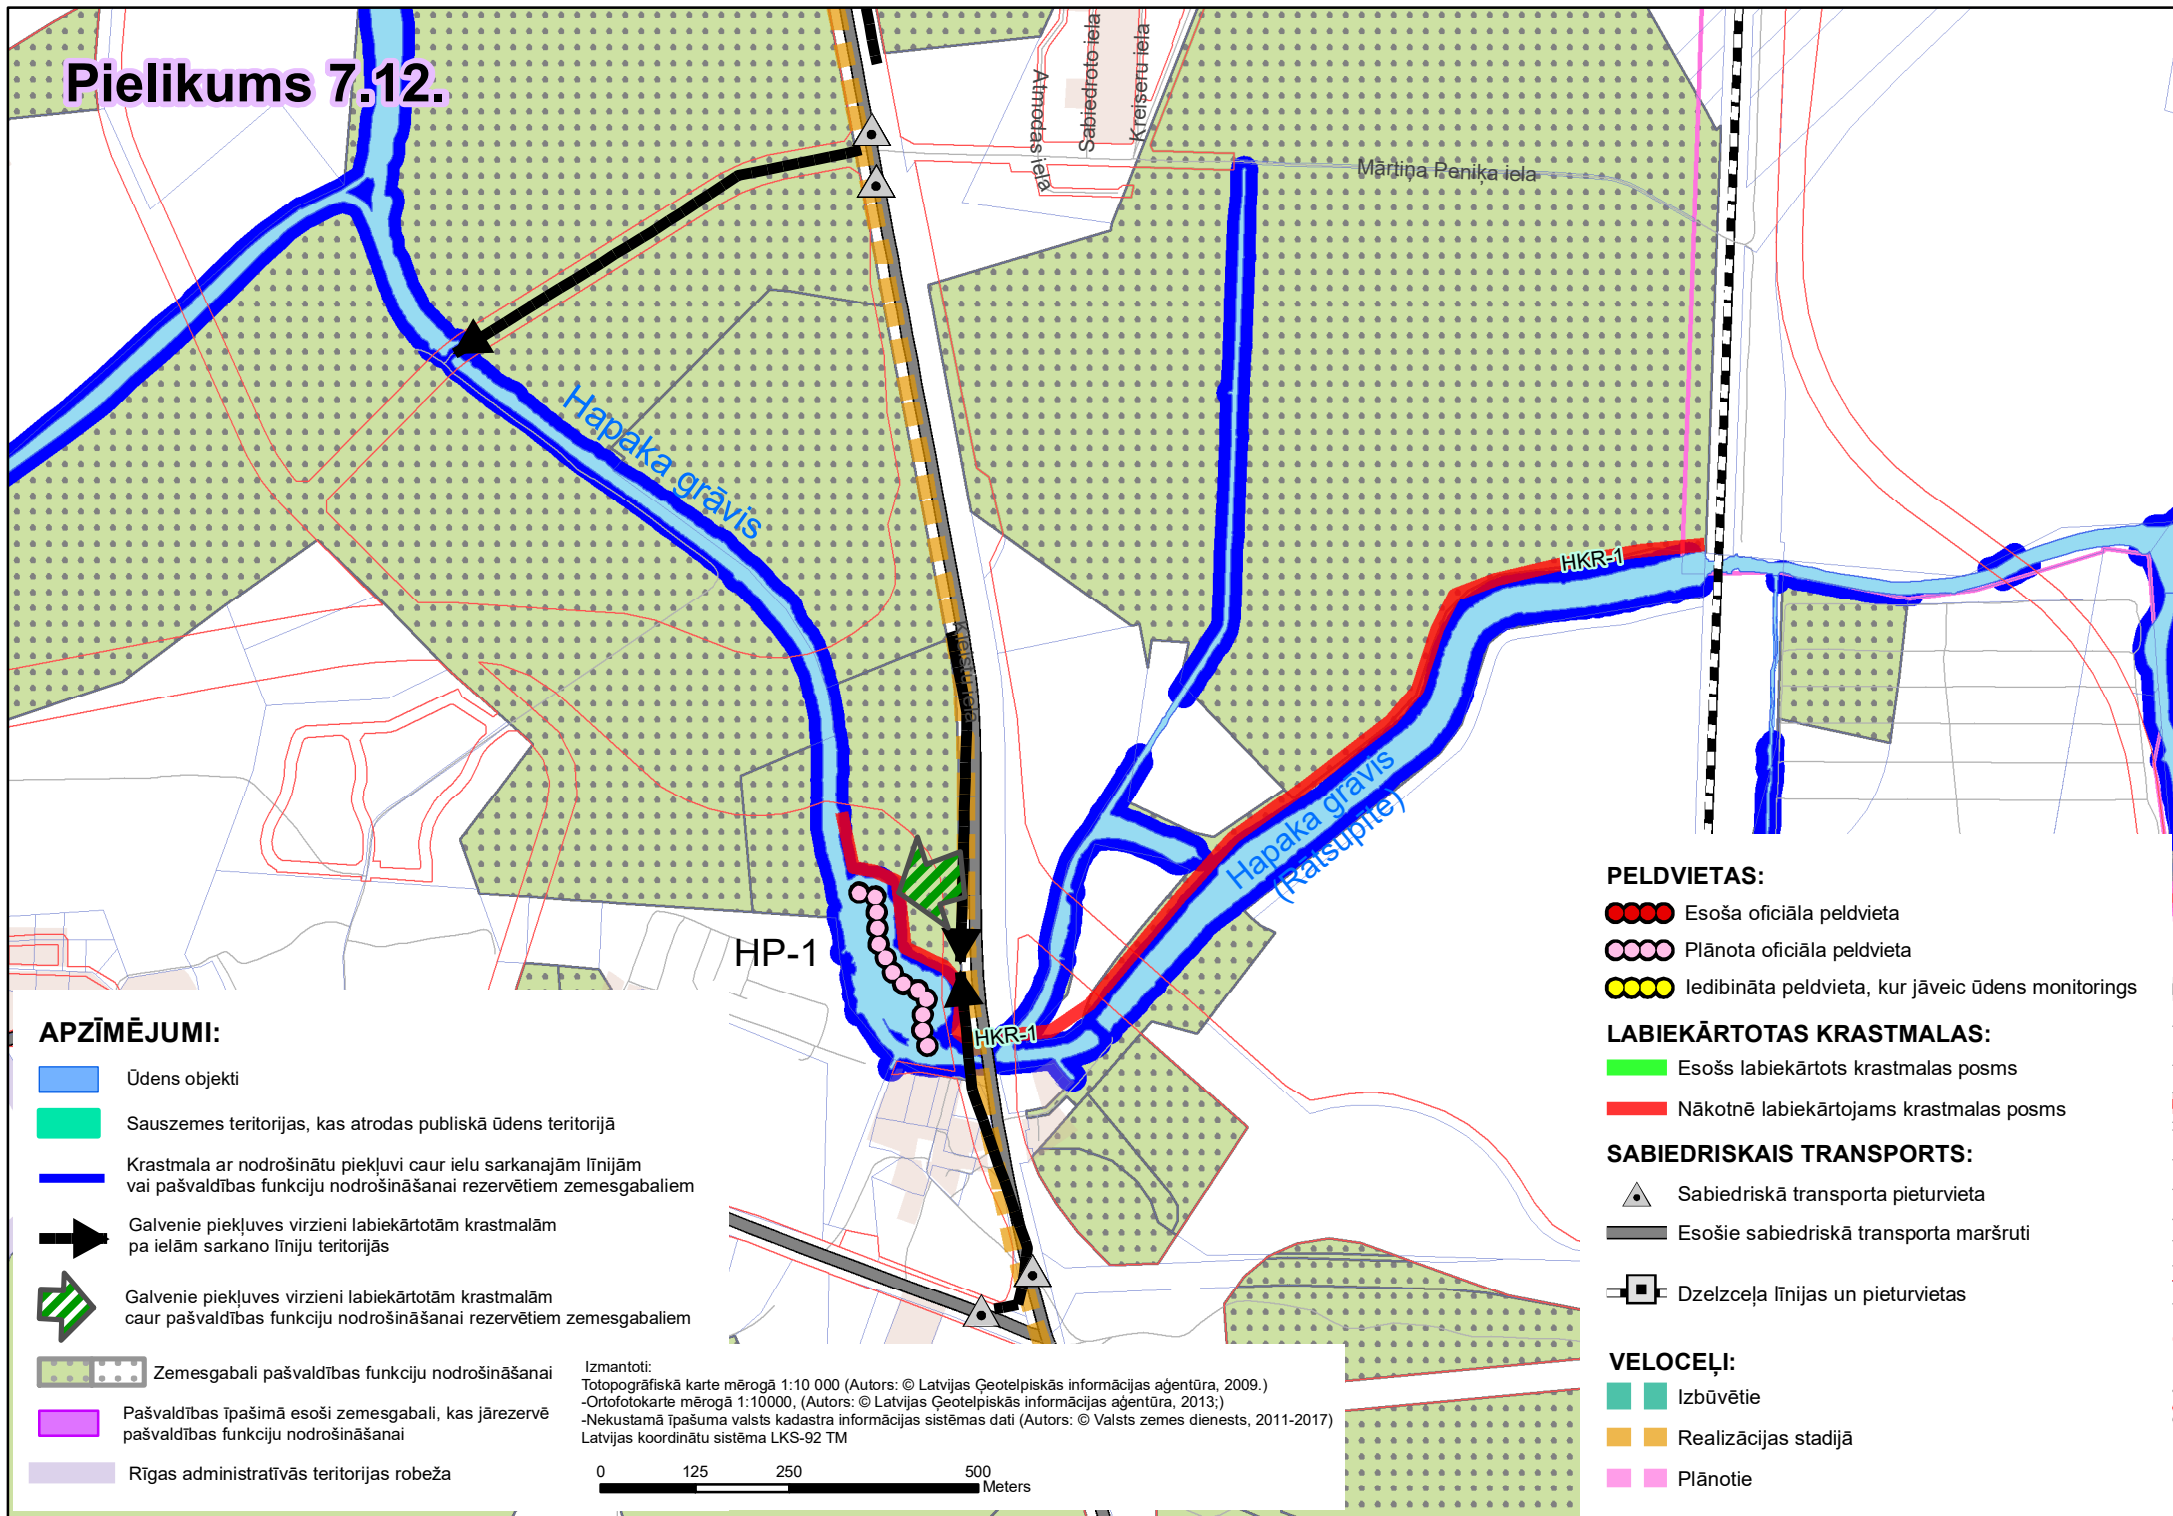 Pielikums 7.12.
Atmodas iela
Sabiedroto iela
Kreiseru iela
Mārtiņa Peniķa iela
Hapaka grāvis
Kleistu iela
HKR-1
Hapaka grāvis
(Ratsupīte)
HP-1
HKR-1
APZĪMĒJUMI:
Ūdens objekti
Sauszemes teritorijas, kas atrodas publiskā ūdens teritorijā
Krastmala ar nodrošinātu piekļuvi caur ielu sarkanajām līnijām
vai pašvaldības funkciju nodrošināšanai rezervētiem zemesgabaliem
Galvenie piekļuves virzieni labiekārtotām krastmalām
pa ielām sarkano līniju teritorijās
Galvenie piekļuves virzieni labiekārtotām krastmalām
caur pašvaldības funkciju nodrošināšanai rezervētiem zemesgabaliem
Zemesgabali pašvaldības funkciju nodrošināšanai
Pašvaldības īpašimā esoši zemesgabali, kas jārezervē
pašvaldības funkciju nodrošināšanai
Rīgas administratīvās teritorijas robeža
Izmantoti:
Totopogrāfiskā karte mērogā 1:10 000 (Autors: © Latvijas Ģeotelpiskās informācijas aģentūra, 2009.)
-Ortofotokarte mērogā 1:10000, (Autors: © Latvijas Ģeotelpiskās informācijas aģentūra, 2013;)
-Nekustamā īpašuma valsts kadastra informācijas sistēmas dati (Autors: © Valsts zemes dienests, 2011-2017)
Latvijas koordinātu sistēma LKS-92 TM
0 125 250 500
Meters
PELDVIETAS:
Esoša oficiāla peldvieta
Plānota oficiāla peldvieta
Iedibināta peldvieta, kur jāveic ūdens monitorings
LABIEKĀRTOTAS KRASTMALAS:
Esošs labiekārtots krastmalas posms
Nākotnē labiekārtojams krastmalas posms
SABIEDRISKAIS TRANSPORTS:
Sabiedriskā transporta pieturvieta
Esošie sabiedriskā transporta maršruti
Dzelzceļa līnijas un pieturvietas
VELOCEĻI:
Izbūvētie
Realizācijas stadijā
Plānotie